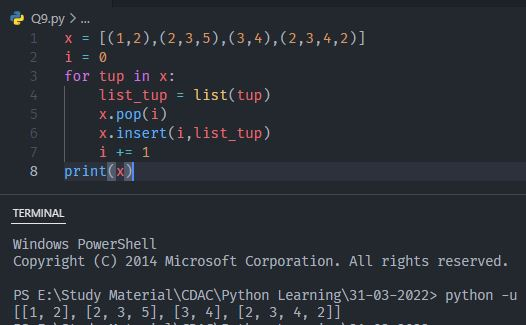 Q9.py > ...
1 x = [(1,2),(2,3,5),(3,4),(2,3,4,2)]
2 i = 0
3 for tup in x:
4     list_tup = list(tup)
5     x.pop(i)
6     x.insert(i,list_tup)
7     i += 1
8 print(x)
TERMINAL
Windows PowerShell
Copyright (C) 2014 Microsoft Corporation. All rights reserved.
PS E:\Study Material\CDAC\Python Learning\31-03-2022> python -u
[[1, 2], [2, 3, 5], [3, 4], [2, 3, 4, 2]]